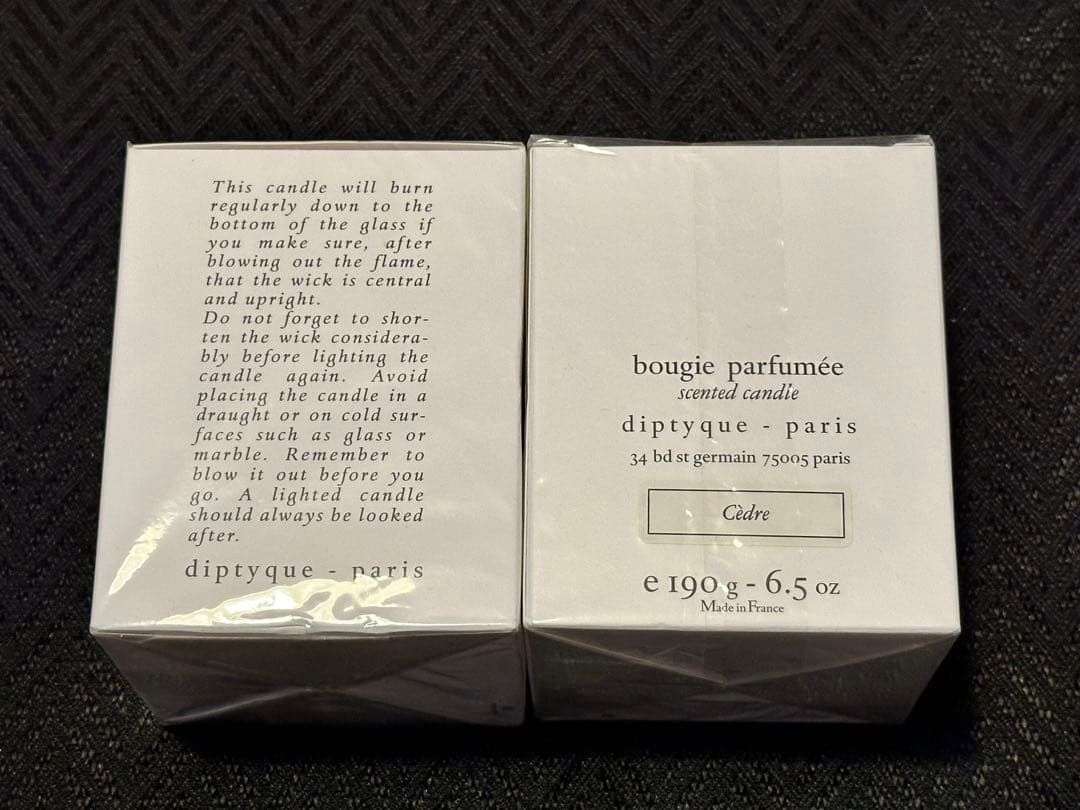 This candle will burn
regularly down to the
bottom of the glass if
you make sure, after
blowing out the flame,
that the wick is central
and upright.
Do not forget to shor-
ten the wick considera-
bly before lighting the
candle again. Avoid
placing the candle in a
draught or on cold sur-
faces such as glass or
marble. Remember to
blow it out before you
go. A lighted candle
should always be looked
after.
diptyque - paris
bougie parfumée
scented candle
diptyque - paris
34 bd st germain 75005 paris
Cèdre
e 190 g - 6.5 oz
Made in France